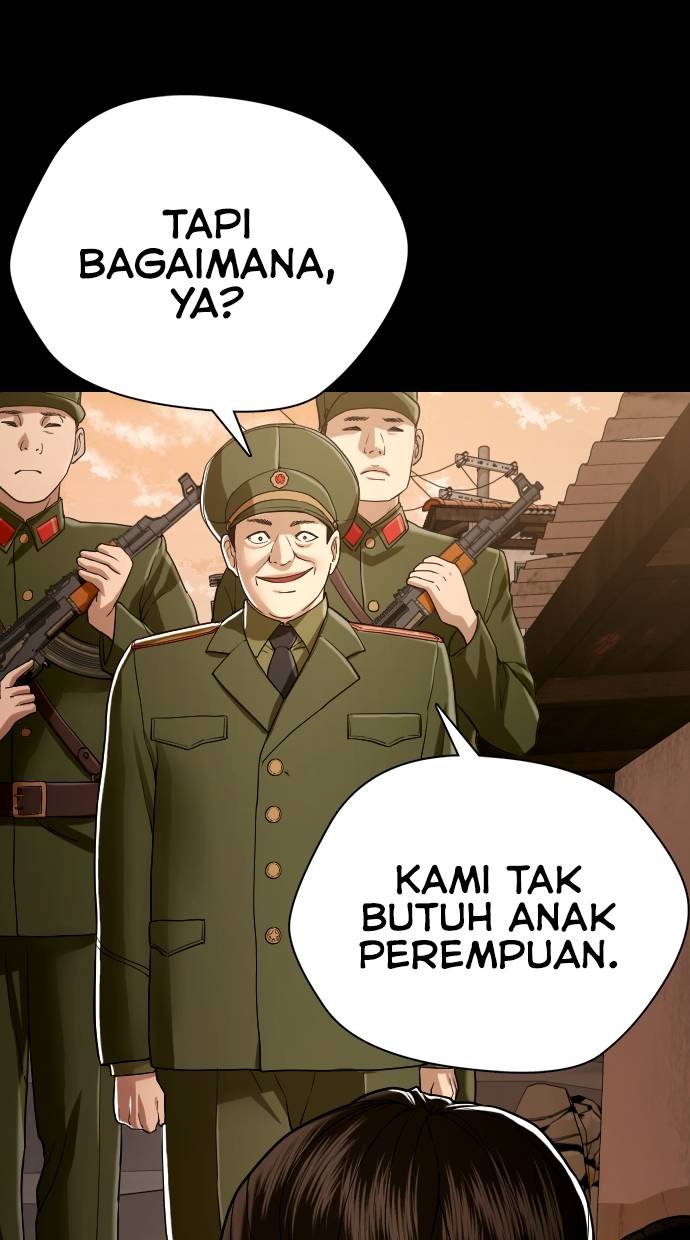 TAPI
BAGAIMANA,
YA?
KAMI TAK
BUTUH ANAK
PEREMPUAN.